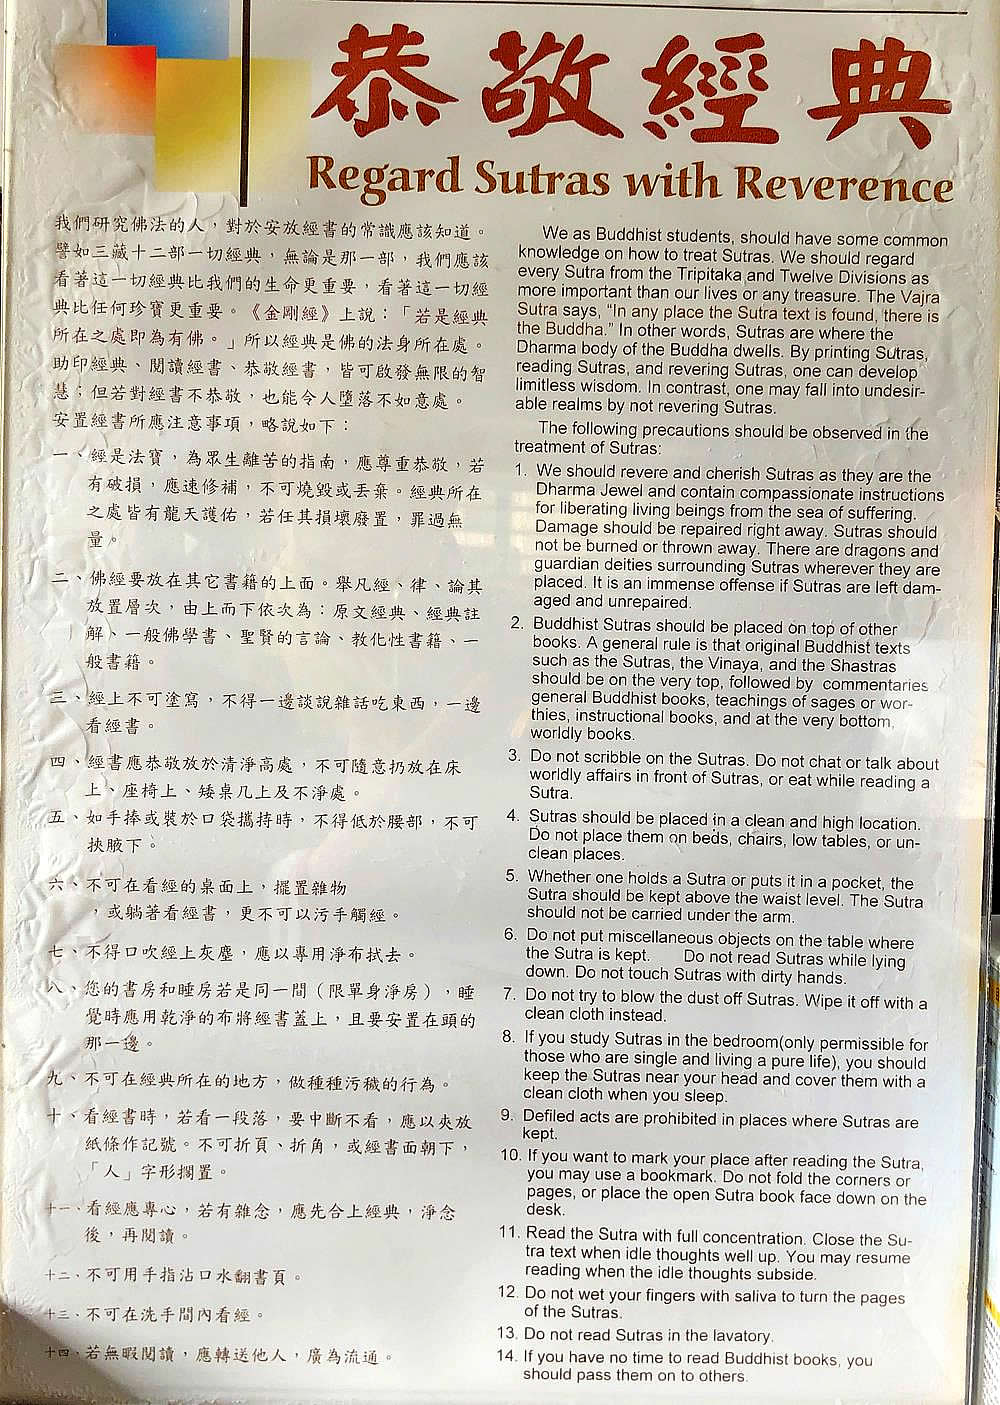 恭敬經典
Regard Sutras with Reverence
我們研究佛法的人，對於安放經書的常識應該知道。
譬如三藏十二部一切經典，無論是那一部，我們應該
看著這一切經典比我們的生命更重要，看著這一切經
典比任何珍寶更重要。《金剛經》上說：「若是經典
所在之處即為有佛。」所以經典是佛的法身所在處。
助印經典、閱讀經書、恭敬經書，皆可啟發無限的智
慧；但若對經書不恭敬，也能令人墮落不如意處。
安置經書所應注意事項，略說如下：
一、經是法寶，為眾生離苦的指南，應尊重恭敬，若
有破損，應速修補，不可燒毀或丟棄。經典所在
之處皆有龍天護佑，若任其損壞廢置，罪過無
量。
二、佛經要放在其它書籍的上面。舉凡經、律、論其
放置層次，由上而下依次為：原文經典、經典註
解、一般佛學書、聖賢的言論、教化性書籍、一
般書籍。
三、經上不可塗寫，不得一邊談說雜話吃東西，一邊
看經書。
四、經書應恭敬放於清淨高處，不可隨意扔放在床
上、座椅上、矮桌几上及不淨處。
五、如手捧或裝於口袋攜持時，不得低於腰部，不可
挾腋下。
六、不可在看經的桌面上，擺置雜物
，或躺著看經書，更不可以污手觸經。
七、不得口吹經上灰塵，應以專用淨布拭去。
八、您的書房和睡房若是同一間（限單身淨房），睡
覺時應用乾淨的布將經書蓋上，且要安置在頭的
那一邊。
九、不可在經典所在的地方，做種種污穢的行為。
十、看經書時，若看一段落，要中斷不看，應以夾放
紙條作記號。不可折頁、折角，或經書面朝下，
「人」字形擱置。
十一、看經應專心，若有雜念，應先合上經典，淨念
後，再閱讀。
十二、不可用手指沾口水翻書頁。
十三、不可在洗手間內看經。
十四、若無暇閱讀，應轉送他人，廣為流通。
We as Buddhist students, should have some common
knowledge on how to treat Sutras. We should regard
every Sutra from the Tripitaka and Twelve Divisions as
more important than our lives or any treasure. The Vajra
Sutra says, “In any place the Sutra text is found, there is
the Buddha.” In other words, Sutras are where the
Dharma body of the Buddha dwells. By printing Sutras,
reading Sutras, and revering Sutras, one can develop
limitless wisdom. In contrast, one may fall into undesir-
able realms by not revering Sutras.
The following precautions should be observed in the
treatment of Sutras:
1. We should revere and cherish Sutras as they are the
Dharma Jewel and contain compassionate instructions
for liberating living beings from the sea of suffering.
Damage should be repaired right away. Sutras should
not be burned or thrown away. There are dragons and
guardian deities surrounding Sutras wherever they are
placed. It is an immense offense if Sutras are left dam-
aged and unrepaired.
2. Buddhist Sutras should be placed on top of other
books. A general rule is that original Buddhist texts
such as the Sutras, the Vinaya, and the Shastras
should be on the very top, followed by commentaries
general Buddhist books, teachings of sages or wor-
thies, instructional books, and at the very bottom,
worldly books.
3. Do not scribble on the Sutras. Do not chat or talk about
worldly affairs in front of Sutras, or eat while reading a
Sutra.
4. Sutras should be placed in a clean and high location.
Do not place them on beds, chairs, low tables, or un-
clean places.
5. Whether one holds a Sutra or puts it in a pocket, the
Sutra should be kept above the waist level. The Sutra
should not be carried under the arm.
6. Do not put miscellaneous objects on the table where
the Sutra is kept. Do not read Sutras while lying
down. Do not touch Sutras with dirty hands.
7. Do not try to blow the dust off Sutras. Wipe it off with a
clean cloth instead.
8. If you study Sutras in the bedroom(only permissible for
those who are single and living a pure life), you should
keep the Sutras near your head and cover them with a
clean cloth when you sleep.
9. Defiled acts are prohibited in places where Sutras are
kept.
10. If you want to mark your place after reading the Sutra,
you may use a bookmark. Do not fold the corners or
pages, or place the open Sutra book face down on the
desk.
11. Read the Sutra with full concentration. Close the Su-
tra text when idle thoughts well up. You may resume
reading when the idle thoughts subside.
12. Do not wet your fingers with saliva to turn the pages
of the Sutras.
13. Do not read Sutras in the lavatory.
14. If you have no time to read Buddhist books, you
should pass them on to others.